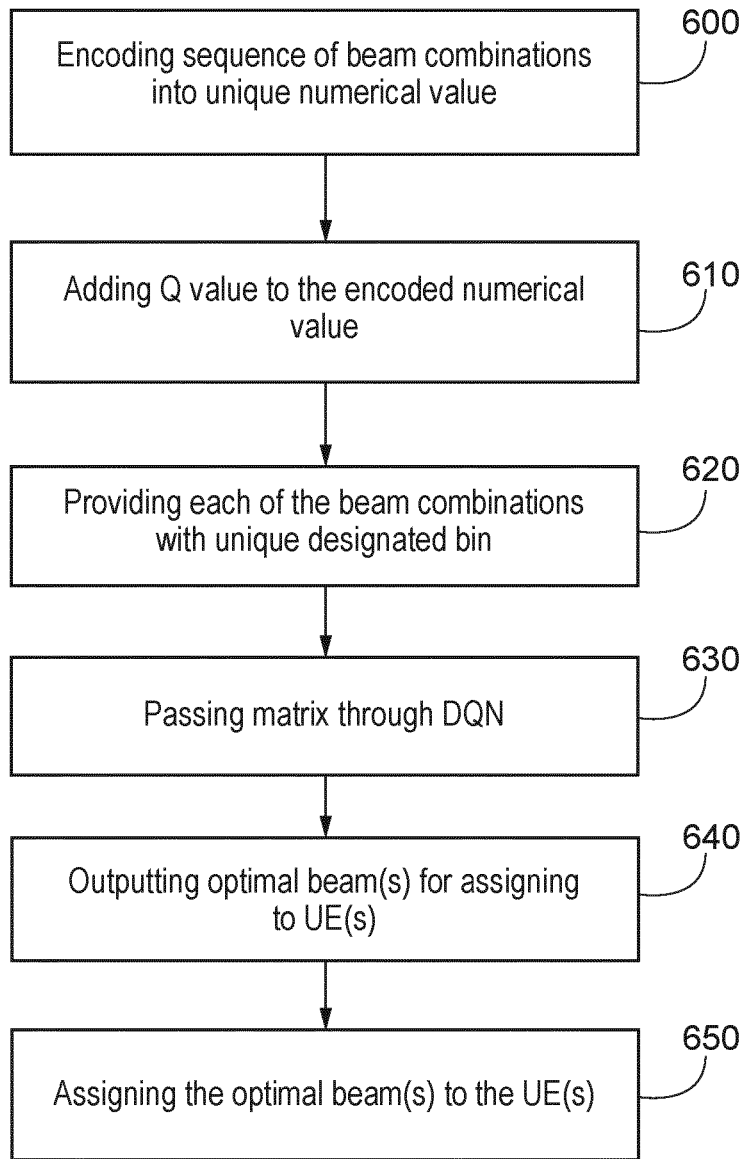 600
Encoding sequence of beam combinations
into unique numerical value
610
Adding Q value to the encoded numerical
value
620
Providing each of the beam combinations
with unique designated bin
630
Passing matrix through DQN
640
Outputting optimal beam(s) for assigning
to UE(s)
650
Assigning the optimal beam(s) to the UE(s)